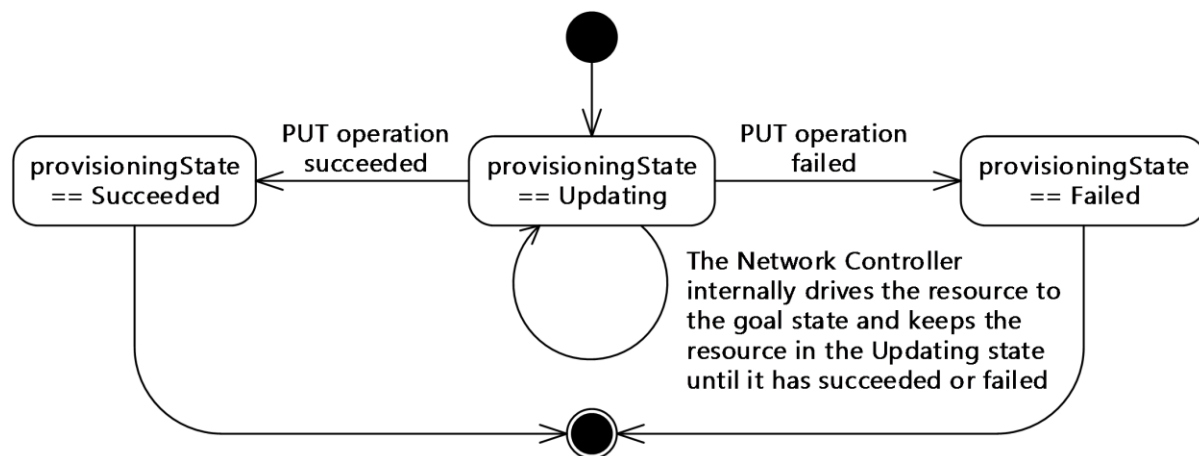 PUT operation
succeeded
PUT operation
failed
provisioningState
== Succeeded
provisioningState
== Updating
provisioningState
== Failed
The Network Controller
internally drives the resource to
the goal state and keeps the
resource in the Updating state
until it has succeeded or failed